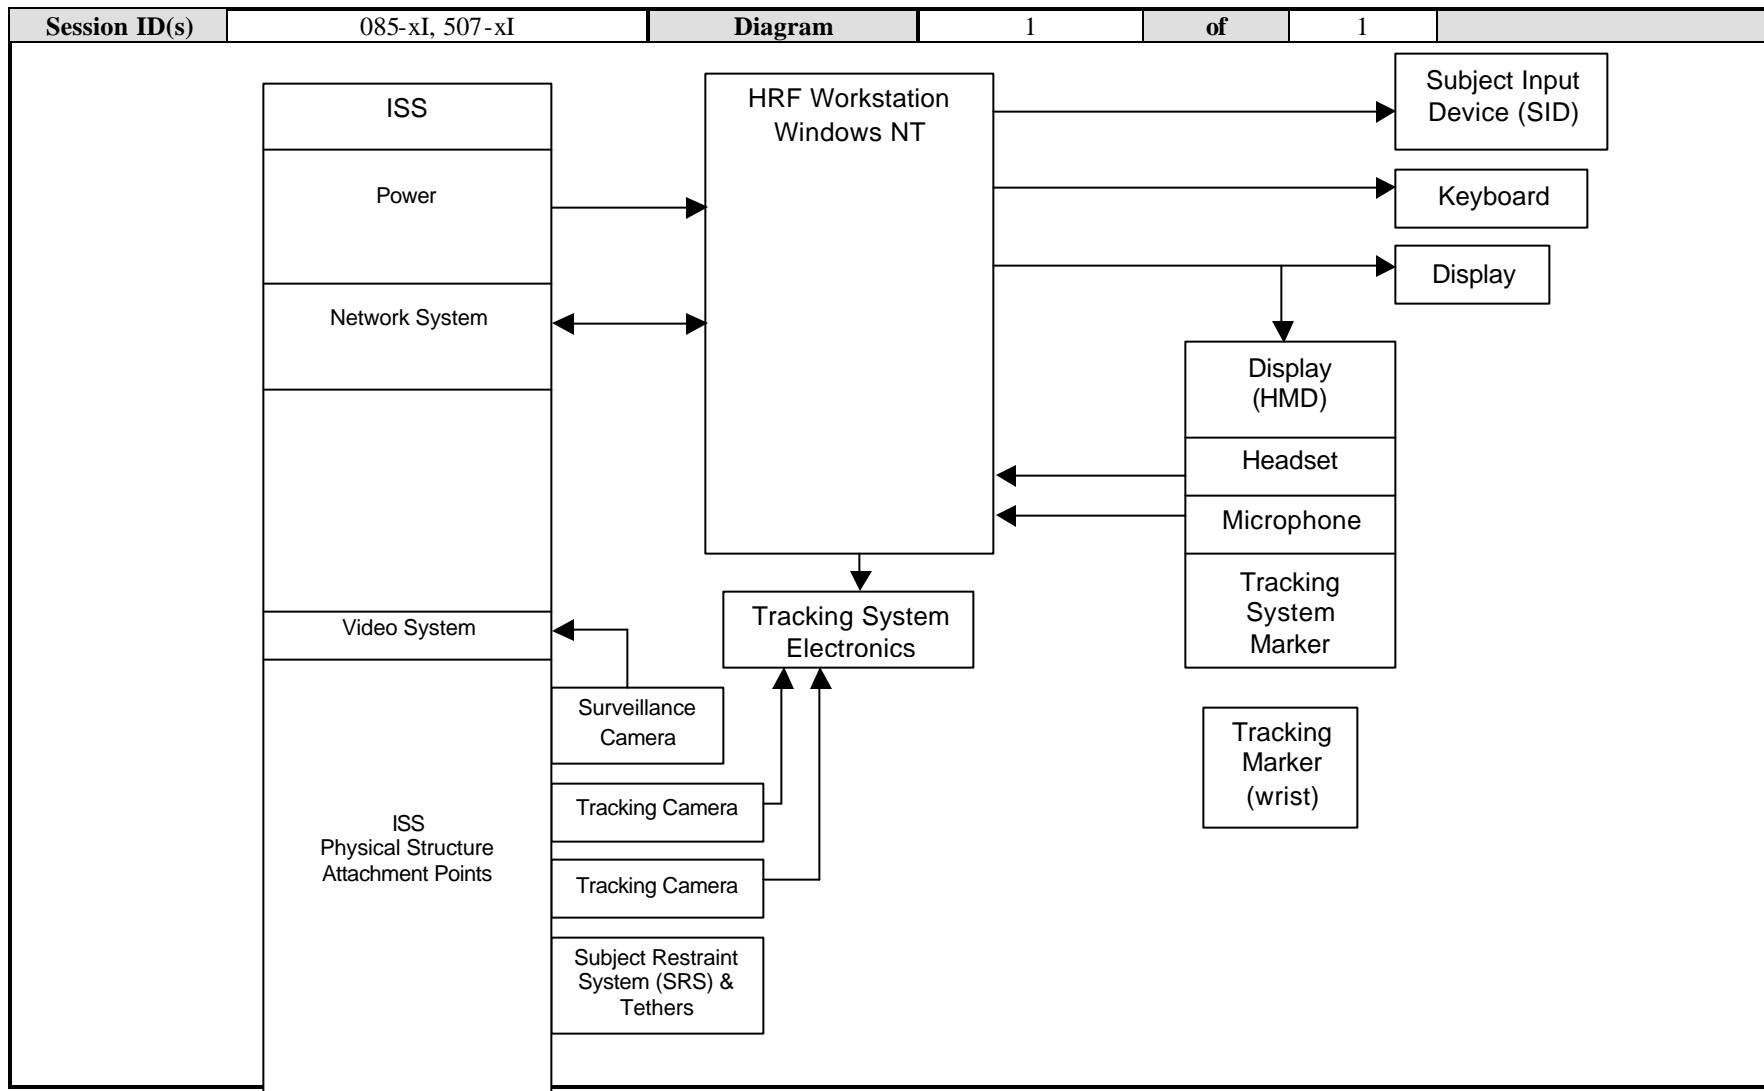 Session ID(s) 085-xI, 507-xI Diagram 1 of 1
ISS
Power
Network System
Video System
ISS
Physical Structure
Attachment Points
Surveillance
Camera
Tracking Camera
Tracking Camera
Subject Restraint
System (SRS) &
Tethers
HRF Workstation
Windows NT
Tracking System
Electronics
Subject Input
Device (SID)
Keyboard
Display
Display
(HMD)
Headset
Microphone
Tracking
System
Marker
Tracking
Marker
(wrist)